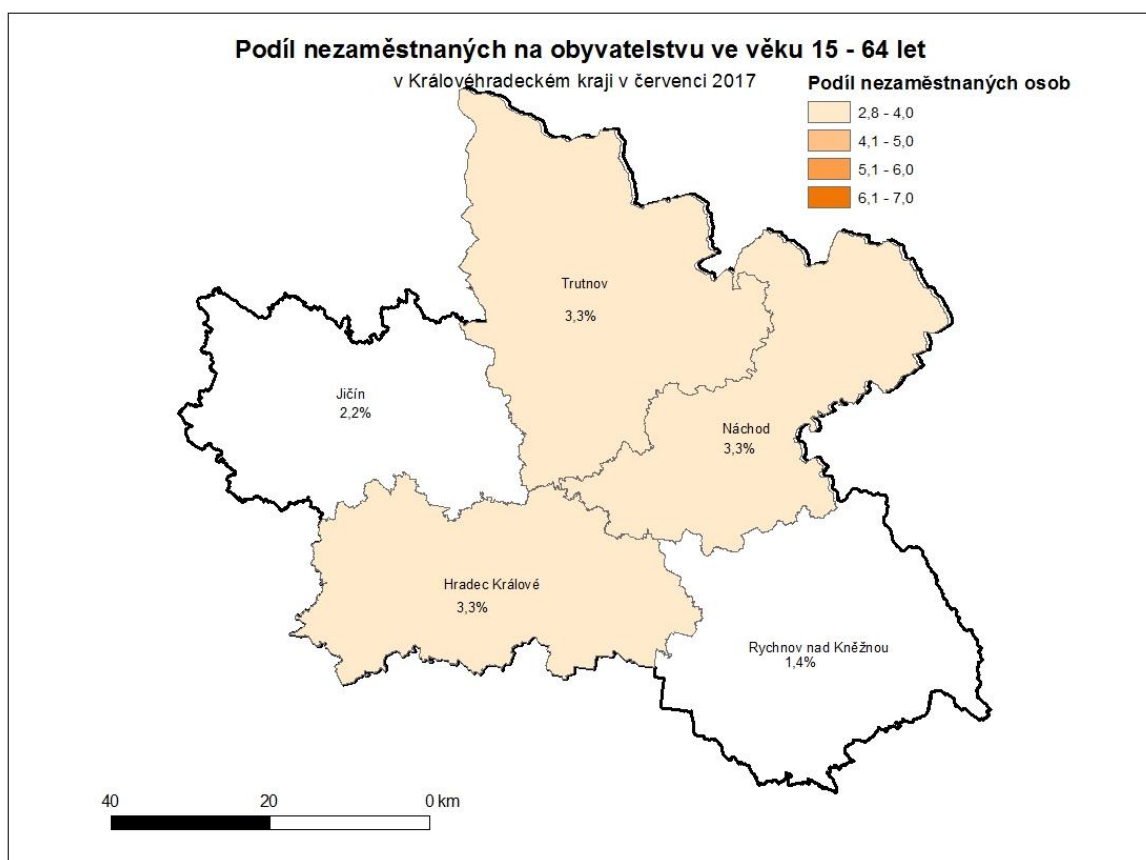 Podíl nezaměstnaných na obyvatelstvu ve věku 15 - 64 let
v Královéhradeckém kraji v červenci 2017
Podíl nezaměstnaných osob
2,8 - 4,0
4,1 - 5,0
5,1 - 6,0
6,1 - 7,0
Trutnov
3,3%
Jičín
2,2%
Náchod
3,3%
Hradec Králové
3,3%
Rychnov nad Kněžnou
1,4%
40 20 0 km